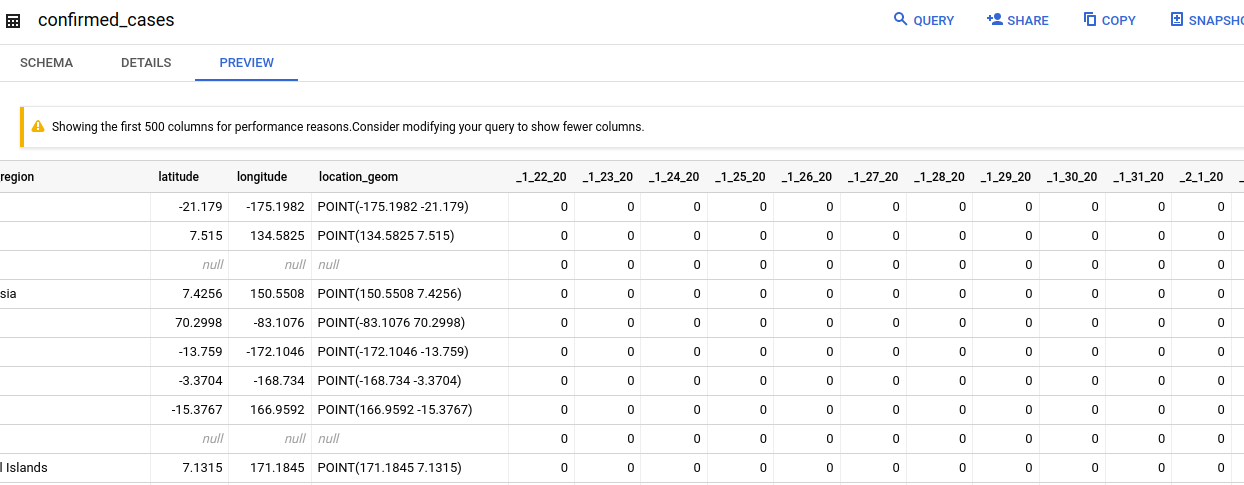 confirmed_cases QUERY SHARE COPY SNAPSHO
SCHEMA DETAILS PREVIEW
Showing the first 500 columns for performance reasons.Consider modifying your query to show fewer columns.
region latitude longitude location_geom _1_22_20 _1_23_20 _1_24_20 _1_25_20 _1_26_20 _1_27_20 _1_28_20 _1_29_20 _1_30_20 _1_31_20 _2_1_20 _
-21.179 -175.1982 POINT(-175.1982 -21.179) 0 0 0 0 0 0 0 0 0 0 0
7.515 134.5825 POINT(134.5825 7.515) 0 0 0 0 0 0 0 0 0 0 0
null null null 0 0 0 0 0 0 0 0 0 0 0
sia 7.4256 150.5508 POINT(150.5508 7.4256) 0 0 0 0 0 0 0 0 0 0 0
70.2998 -83.1076 POINT(-83.1076 70.2998) 0 0 0 0 0 0 0 0 0 0 0
-13.759 -172.1046 POINT(-172.1046 -13.759) 0 0 0 0 0 0 0 0 0 0 0
-3.3704 -168.734 POINT(-168.734 -3.3704) 0 0 0 0 0 0 0 0 0 0 0
-15.3767 166.9592 POINT(166.9592 -15.3767) 0 0 0 0 0 0 0 0 0 0 0
null null null 0 0 0 0 0 0 0 0 0 0 0
l Islands 7.1315 171.1845 POINT(171.1845 7.1315) 0 0 0 0 0 0 0 0 0 0 0